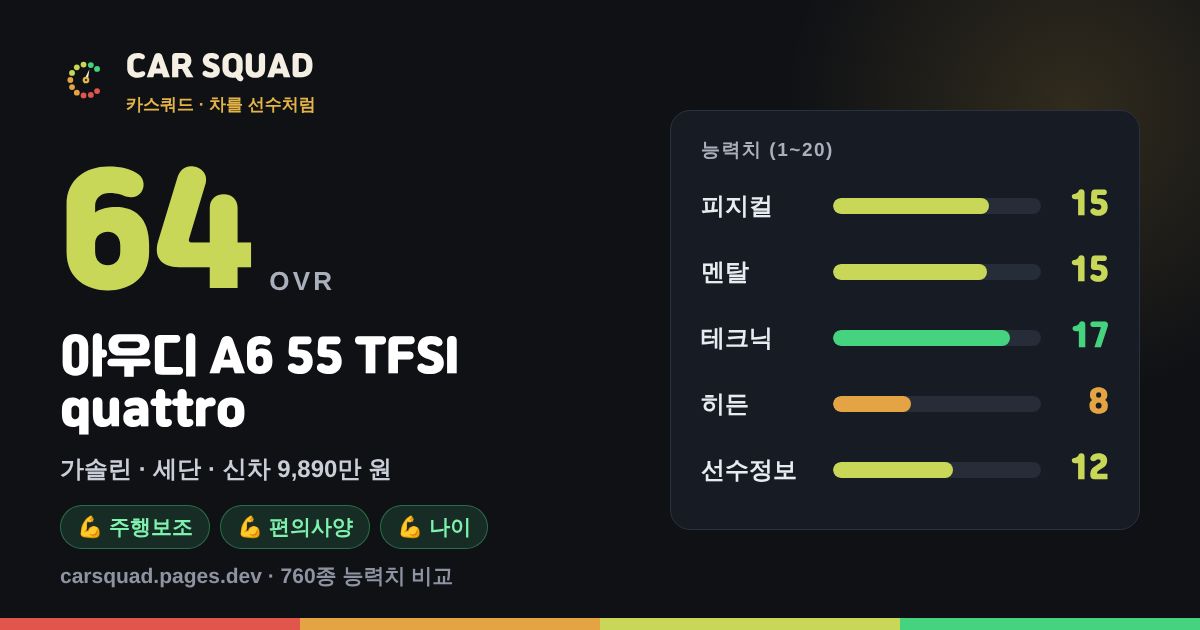 CAR SQUAD
카스쿼드 · 차를 선수처럼
64 OVR
아우디 A6 55 TFSI
quattro
가솔린 · 세단 · 신차 9,890만 원
💪 주행보조 💪 편의사양 💪 나이
carsquad.pages.dev · 760종 능력치 비교
능력치 (1~20)
피지컬 15
멘탈 15
테크닉 17
히든 8
선수정보 12